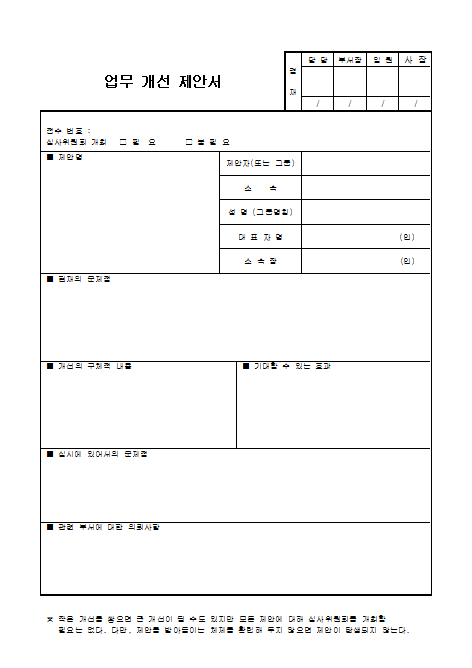 업무 개선 제안서
결 재
담 당 부서장 임 원 사 장
/ / / /
접수 번호 :
심사위원회 개최 □ 필 요 □ 불 필 요
■ 제안명
제안자(또는 그룹)
소 속
성 명 (그룹명칭)
대 표 자 명 (인)
소 속 장 (인)
■ 현재의 문제점
■ 개선의 구체적 내용 ■ 기대할 수 있는 효과
■ 실시에 있어서의 문제점
■ 관련 부서에 대한 의뢰사항
※ 작은 개선를 쌓으면 큰 개선이 될 수도 있지만 모든 제안에 대해 심사위원회를 개최할
필요는 없다. 다만, 제안를 받아들이는 체제를 확립해 두지 않으면 제안이 탄생되지 않는다.